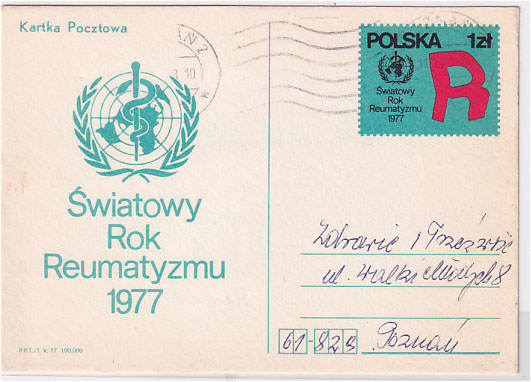 Kartka Pocztowa
POLSKA 1zł
Światowy
Rok
Reumatyzmu
1977
R
Światowy
Rok
Reumatyzmu
1977
Zdrowie i Trzeźwość
ul. Walki Młodych 8
61-823 Poznań